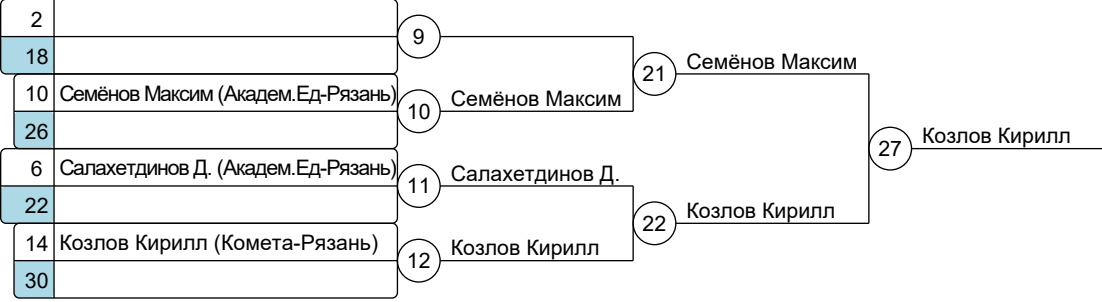 2
9
18
21 Семёнов Максим
10 Семёнов Максим (Академ.Ед-Рязань)
10 Семёнов Максим
26
27 Козлов Кирилл
6 Салахетдинов Д. (Академ.Ед-Рязань)
11 Салахетдинов Д.
22
22 Козлов Кирилл
14 Козлов Кирилл (Комета-Рязань)
12 Козлов Кирилл
30